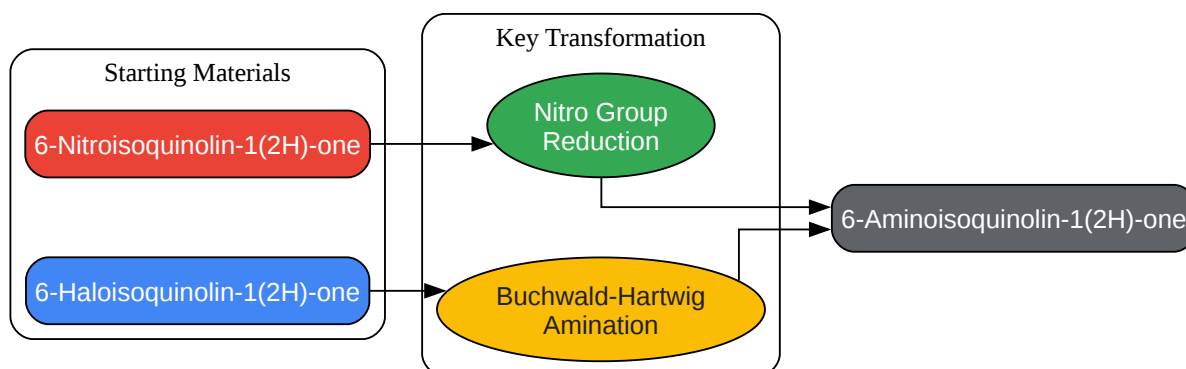 Starting Materials
6-Nitroisoquinolin-1(2H)-one
6-Haloisoquinolin-1(2H)-one
Key Transformation
Nitro Group
Reduction
Buchwald-Hartwig
Amination
6-Aminoisoquinolin-1(2H)-one